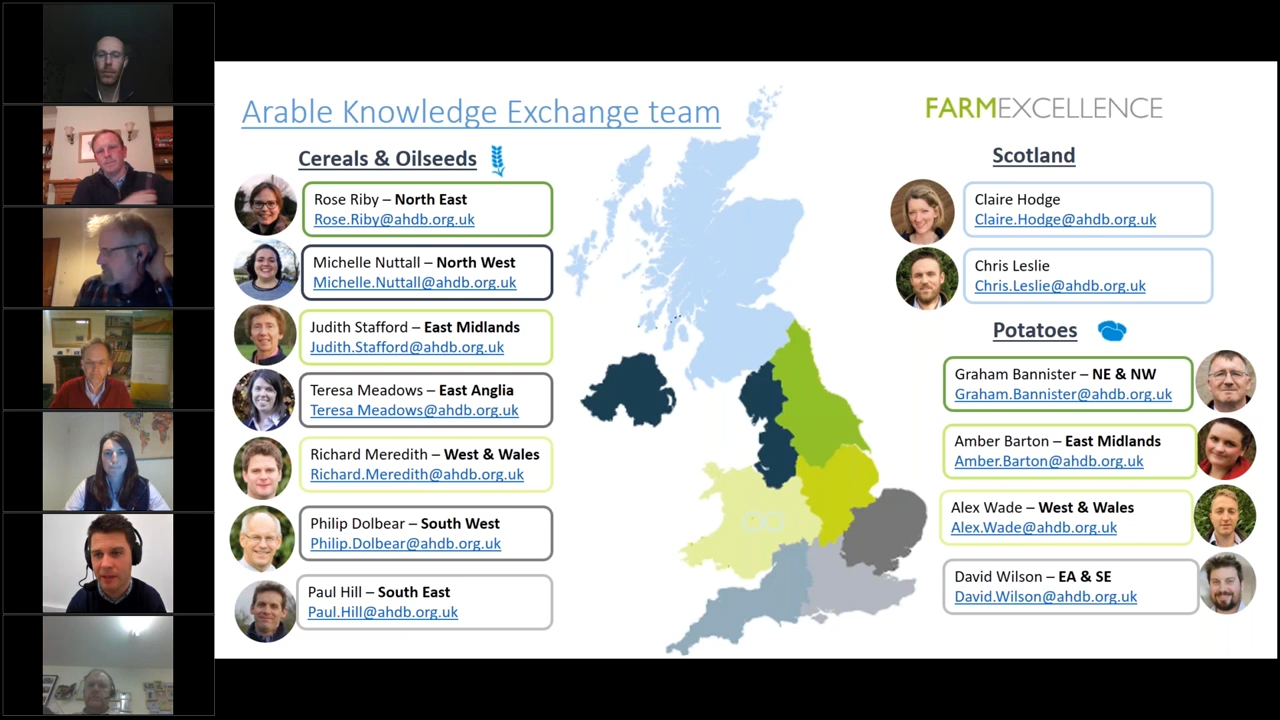 Arable Knowledge Exchange team
FARMEXCELLENCE
Cereals & Oilseeds
Rose Riby – North East
Rose.Riby@ahdb.org.uk
Michelle Nuttall – North West
Michelle.Nuttall@ahdb.org.uk
Judith Stafford – East Midlands
Judith.Stafford@ahdb.org.uk
Teresa Meadows – East Anglia
Teresa Meadows@ahdb.org.uk
Richard Meredith – West & Wales
Richard.Meredith@ahdb.org.uk
Philip Dolbear – South West
Philip.Dolbear@ahdb.org.uk
Paul Hill – South East
Paul.Hill@ahdb.org.uk
Scotland
Claire Hodge
Claire.Hodge@ahdb.org.uk
Chris Leslie
Chris.Leslie@ahdb.org.uk
Potatoes
Graham Bannister – NE & NW
Graham.Bannister@ahdb.org.uk
Amber Barton – East Midlands
Amber.Barton@ahdb.org.uk
Alex Wade – West & Wales
Alex.Wade@ahdb.org.uk
David Wilson – EA & SE
David.Wilson@ahdb.org.uk